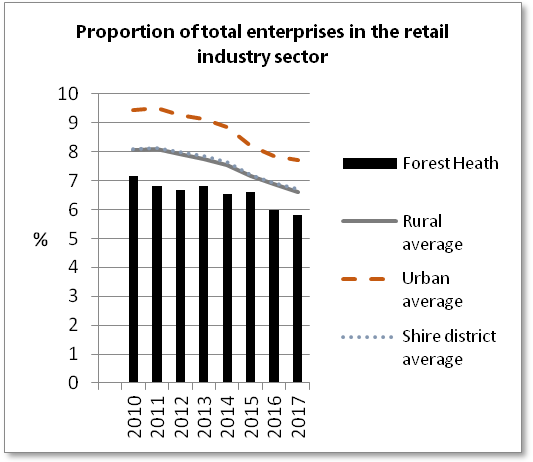 Proportion of total enterprises in the retail
industry sector
10
9
8
7
6
5
4
3
2
1
0
%
2010
2011
2012
2013
2014
2015
2016
2017
Forest Heath
Rural
average
Urban
average
Shire district
average